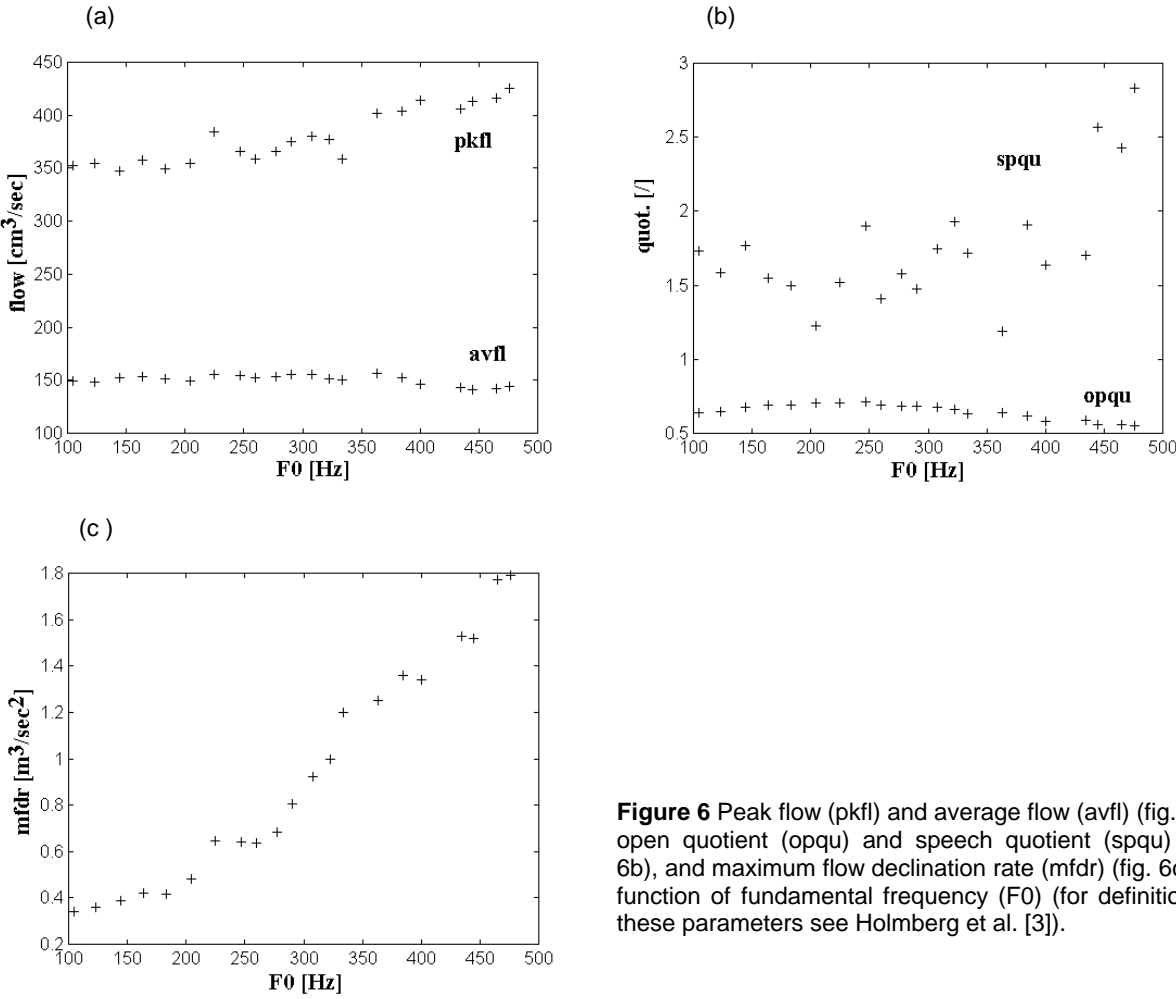 (a)
450
400
350
300
250
200
150
100
flow [cm3/sec]
pkfl
avfl
100 150 200 250 300 350 400 450 500
F0 [Hz]
(b)
3
2.5
2
1.5
1
0.5
quot. [/]
spqu
opqu
100 150 200 250 300 350 400 450 500
F0 [Hz]
(c )
1.8
1.6
1.4
1.2
1
0.8
0.6
0.4
0.2
mfdr [m3/sec2]
100 150 200 250 300 350 400 450 500
F0 [Hz]
Figure 6 Peak flow (pkfl) and average flow (avfl) (fig.
open quotient (opqu) and speech quotient (spqu)
6b), and maximum flow declination rate (mfdr) (fig. 6c
function of fundamental frequency (F0) (for definitio
these parameters see Holmberg et al. [3]).